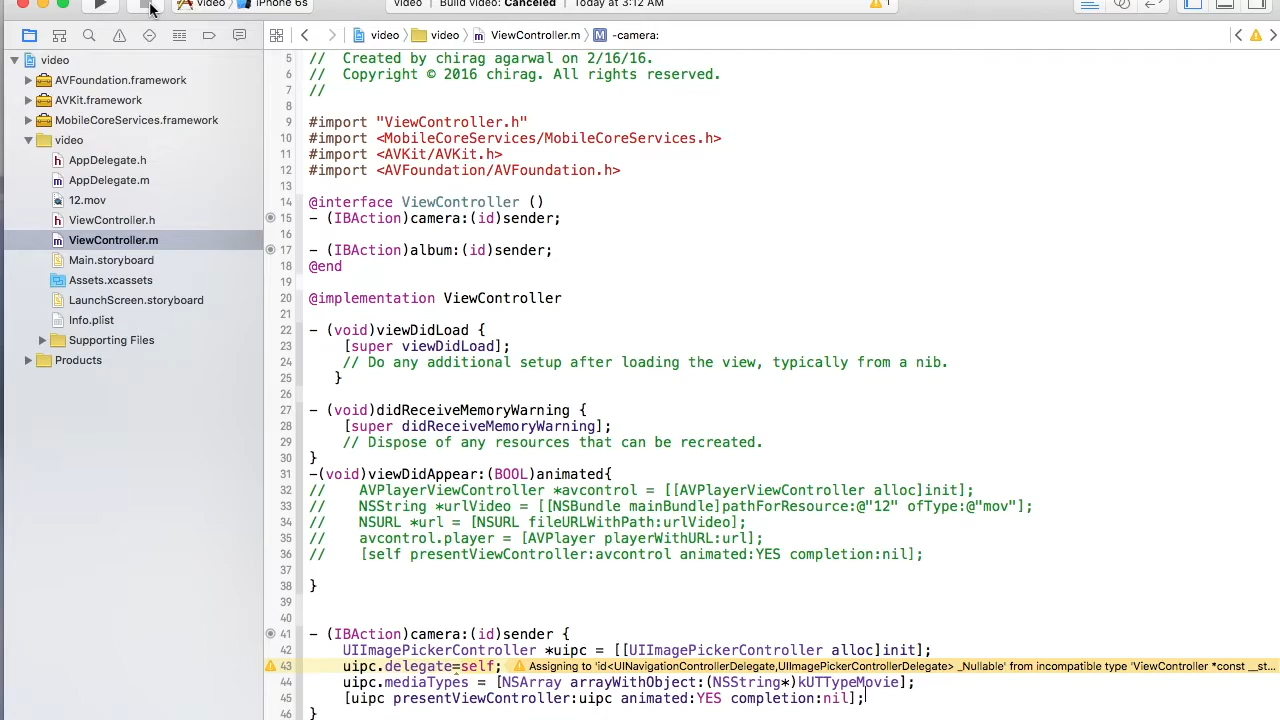 video
iPhone 6s
video
Build video: Canceled
Today at 3:12 AM
1
video
video
ViewController.m
M
-camera:
video
AVFoundation.framework
AVKit.framework
MobileCoreServices.framework
video
h AppDelegate.h
m AppDelegate.m
12.mov
h ViewController.h
m ViewController.m
Main.storyboard
Assets.xcassets
LaunchScreen.storyboard
Info.plist
Supporting Files
Products
5 //  Created by chirag agarwal on 2/16/16.
6 //  Copyright © 2016 chirag. All rights reserved.
7 //
8
9 #import "ViewController.h"
10 #import <MobileCoreServices/MobileCoreServices.h>
11 #import <AVKit/AVKit.h>
12 #import <AVFoundation/AVFoundation.h>
13
14 @interface ViewController ()
15 - (IBAction)camera:(id)sender;
16
17 - (IBAction)album:(id)sender;
18 @end
19
20 @implementation ViewController
21
22 - (void)viewDidLoad {
23     [super viewDidLoad];
24     // Do any additional setup after loading the view, typically from a nib.
25    }
26
27 - (void)didReceiveMemoryWarning {
28     [super didReceiveMemoryWarning];
29     // Dispose of any resources that can be recreated.
30 }
31 -(void)viewDidAppear:(BOOL)animated{
32 //    AVPlayerViewController *avcontrol = [[AVPlayerViewController alloc]init];
33 //    NSString *urlVideo = [[NSBundle mainBundle]pathForResource:@"12" ofType:@"mov"];
34 //    NSURL *url = [NSURL fileURLWithPath:urlVideo];
35 //    avcontrol.player = [AVPlayer playerWithURL:url];
36 //    [self presentViewController:avcontrol animated:YES completion:nil];
37
38 }
39
40
41 - (IBAction)camera:(id)sender {
42     UIImagePickerController *uipc = [[UIImagePickerController alloc]init];
43     uipc.delegate=self; Assigning to 'id<UINavigationControllerDelegate,UIImagePickerControllerDelegate> _Nullable' from incompatible type 'ViewController *const __st...
44     uipc.mediaTypes = [NSArray arrayWithObject:(NSString*)kUTTypeMovie];
45     [uipc presentViewController:uipc animated:YES completion:nil];
46 }